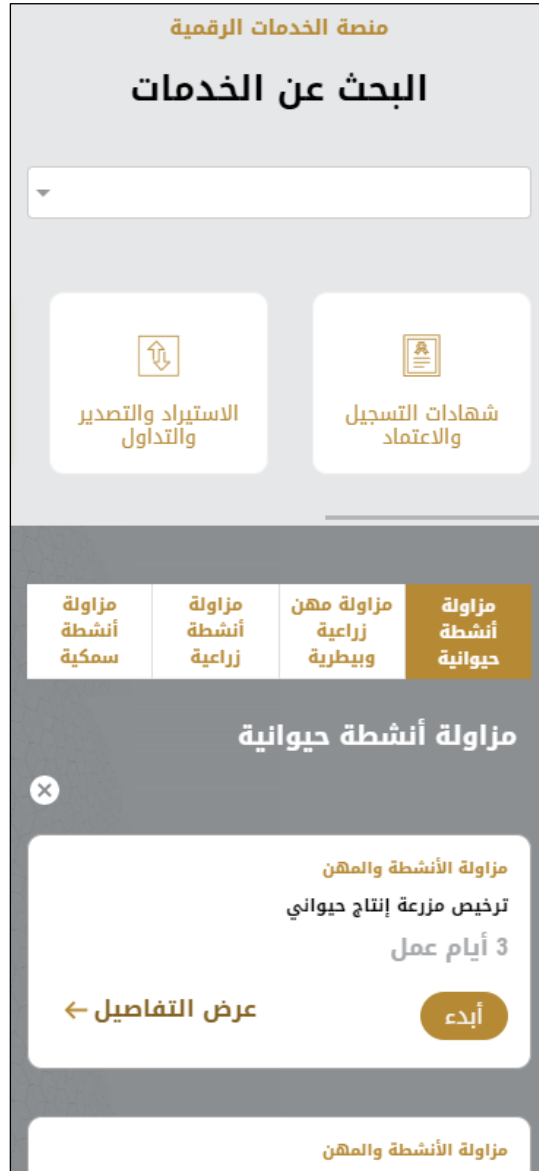 منصة الخدمات الرقمية
البحث عن الخدمات
شهادات التسجيل
والاعتماد
الاستيراد والتصدير
والتداول
مزاولة
أنشطة
حيوانية
مزاولة مهن
زراعية
وبيطرية
مزاولة
أنشطة
زراعية
مزاولة
أنشطة
سمكية
مزاولة أنشطة حيوانية
مزاولة الأنشطة والمهن
ترخيص مزرعة إنتاج حيواني
3 أيام عمل
أبدء
عرض التفاصيل
مزاولة الأنشطة والمهن